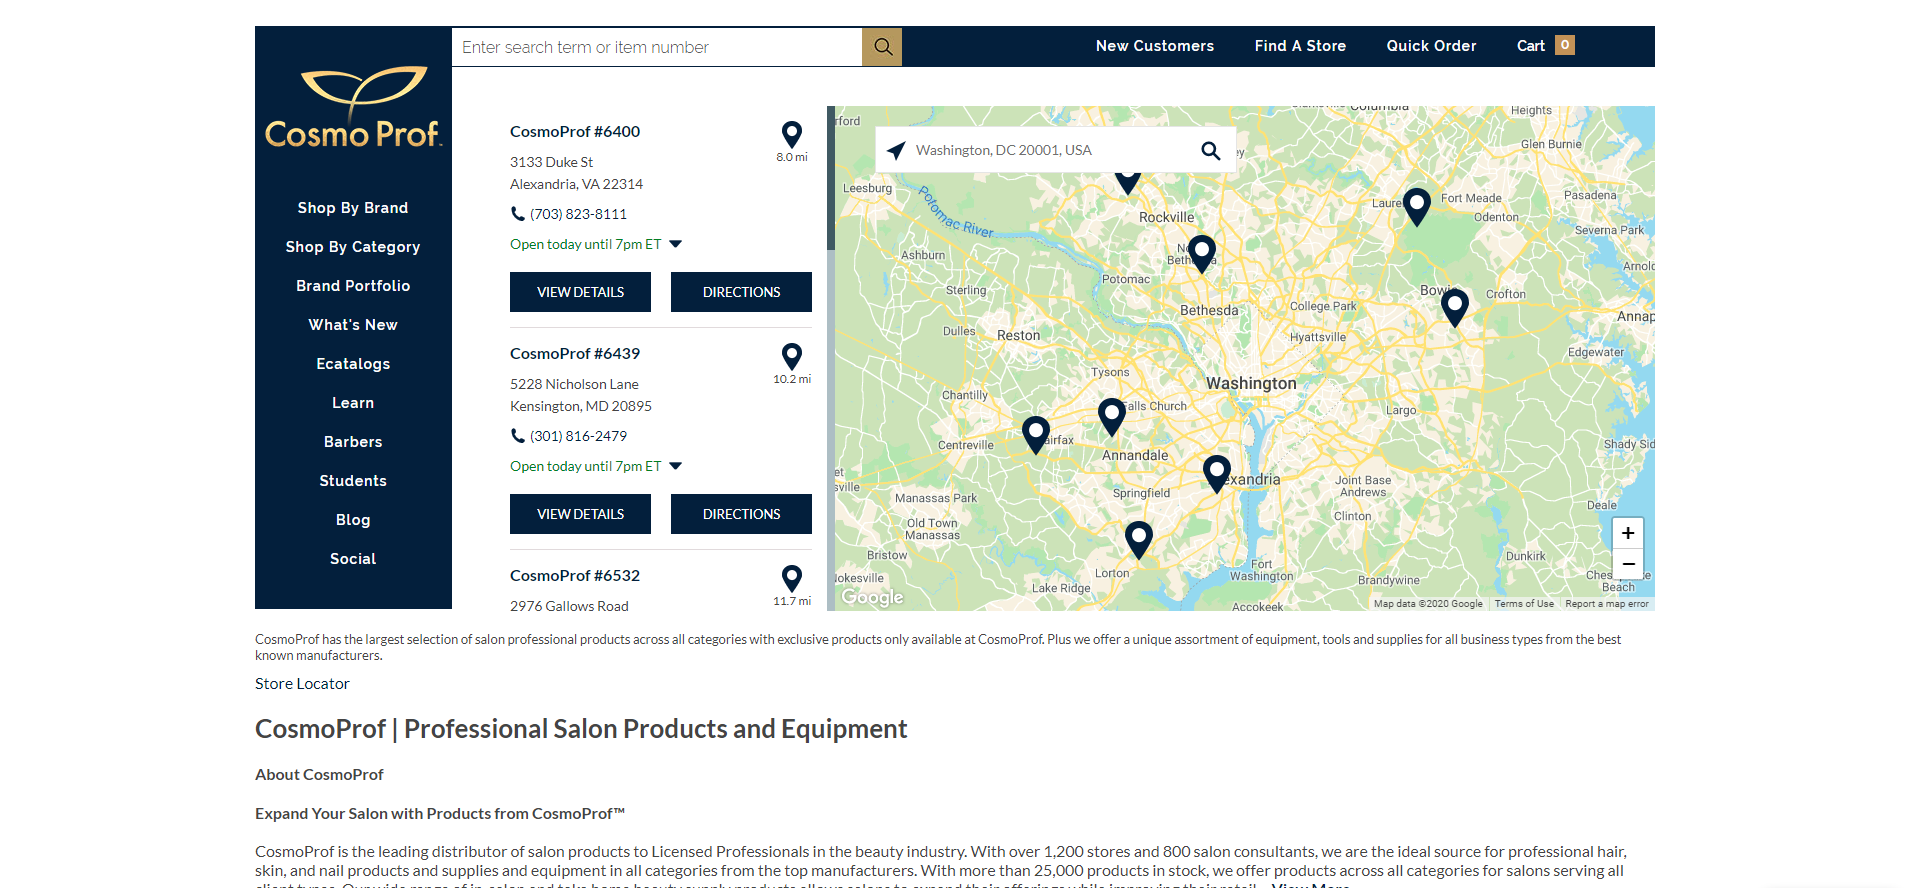 Enter search term or item number
New Customers
Find A Store
Quick Order
Cart 0
Cosmo Prof
Shop By Brand
Shop By Category
Brand Portfolio
What's New
Ecatalogs
Learn
Barbers
Students
Blog
Social
CosmoProf #6400
8.0 mi
3133 Duke St
Alexandria, VA 22314
(703) 823-8111
Open today until 7pm ET
VIEW DETAILS
DIRECTIONS
CosmoProf #6439
10.2 mi
5228 Nicholson Lane
Kensington, MD 20895
(301) 816-2479
Open today until 7pm ET
VIEW DETAILS
DIRECTIONS
CosmoProf #6532
11.7 mi
2976 Gallows Road
Washington, DC 20001, USA
Columbia
Heights
Glen Burnie
Leesburg
Potomac River
Rockville
Fort Meade
Pasadena
Odenton
Severna Park
Ashburn
Potomac
Sterling
Crofton
Bethesda
College Park
Dulles
Reston
Hyattsville
Edgewater
Tysons
Washington
Chantilly
Falls Church
Largo
Centreville
Annandale
Springfield
Joint Base
Andrews
Manassas Park
Clinton
Deale
Old Town
Manassas
Bristow
Dunkirk
Lorton
Fort
Washington
Brandywine
Beach
Lake Ridge
Accokeek
+
−
Google
Map data ©2020 Google
Terms of Use
Report a map error
CosmoProf has the largest selection of salon professional products across all categories with exclusive products only available at CosmoProf. Plus we offer a unique assortment of equipment, tools and supplies for all business types from the best
known manufacturers.
Store Locator
CosmoProf | Professional Salon Products and Equipment
About CosmoProf
Expand Your Salon with Products from CosmoProf™
CosmoProf is the leading distributor of salon products to Licensed Professionals in the beauty industry. With over 1,200 stores and 800 salon consultants, we are the ideal source for professional hair,
skin, and nail products and supplies and equipment in all categories from the top manufacturers. With more than 25,000 products in stock, we offer products across all categories for salons serving all